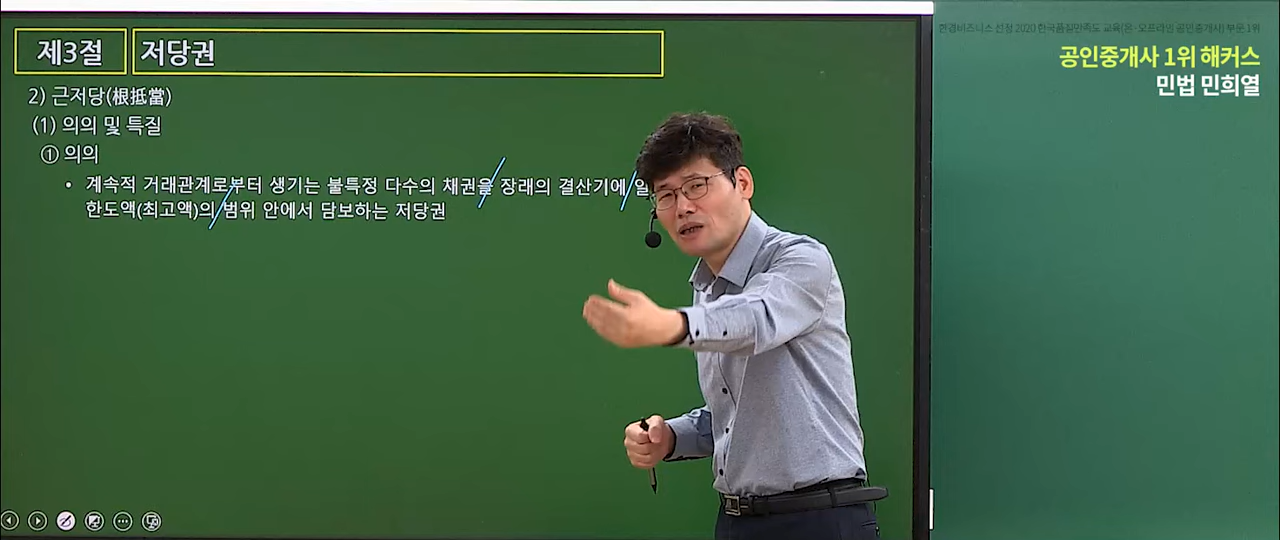 한경비즈니스 선정 2020 한국품질만족도 교육(온·오프라인 공인중개사) 부문 1위
공인중개사 1위 해커스
민법 민희열
제3절 저당권
2) 근저당(根抵當)
(1) 의의 및 특질
① 의의
• 계속적 거래관계로부터 생기는 불특정 다수의 채권을 장래의 결산기에 일
한도액(최고액)의 범위 안에서 담보하는 저당권